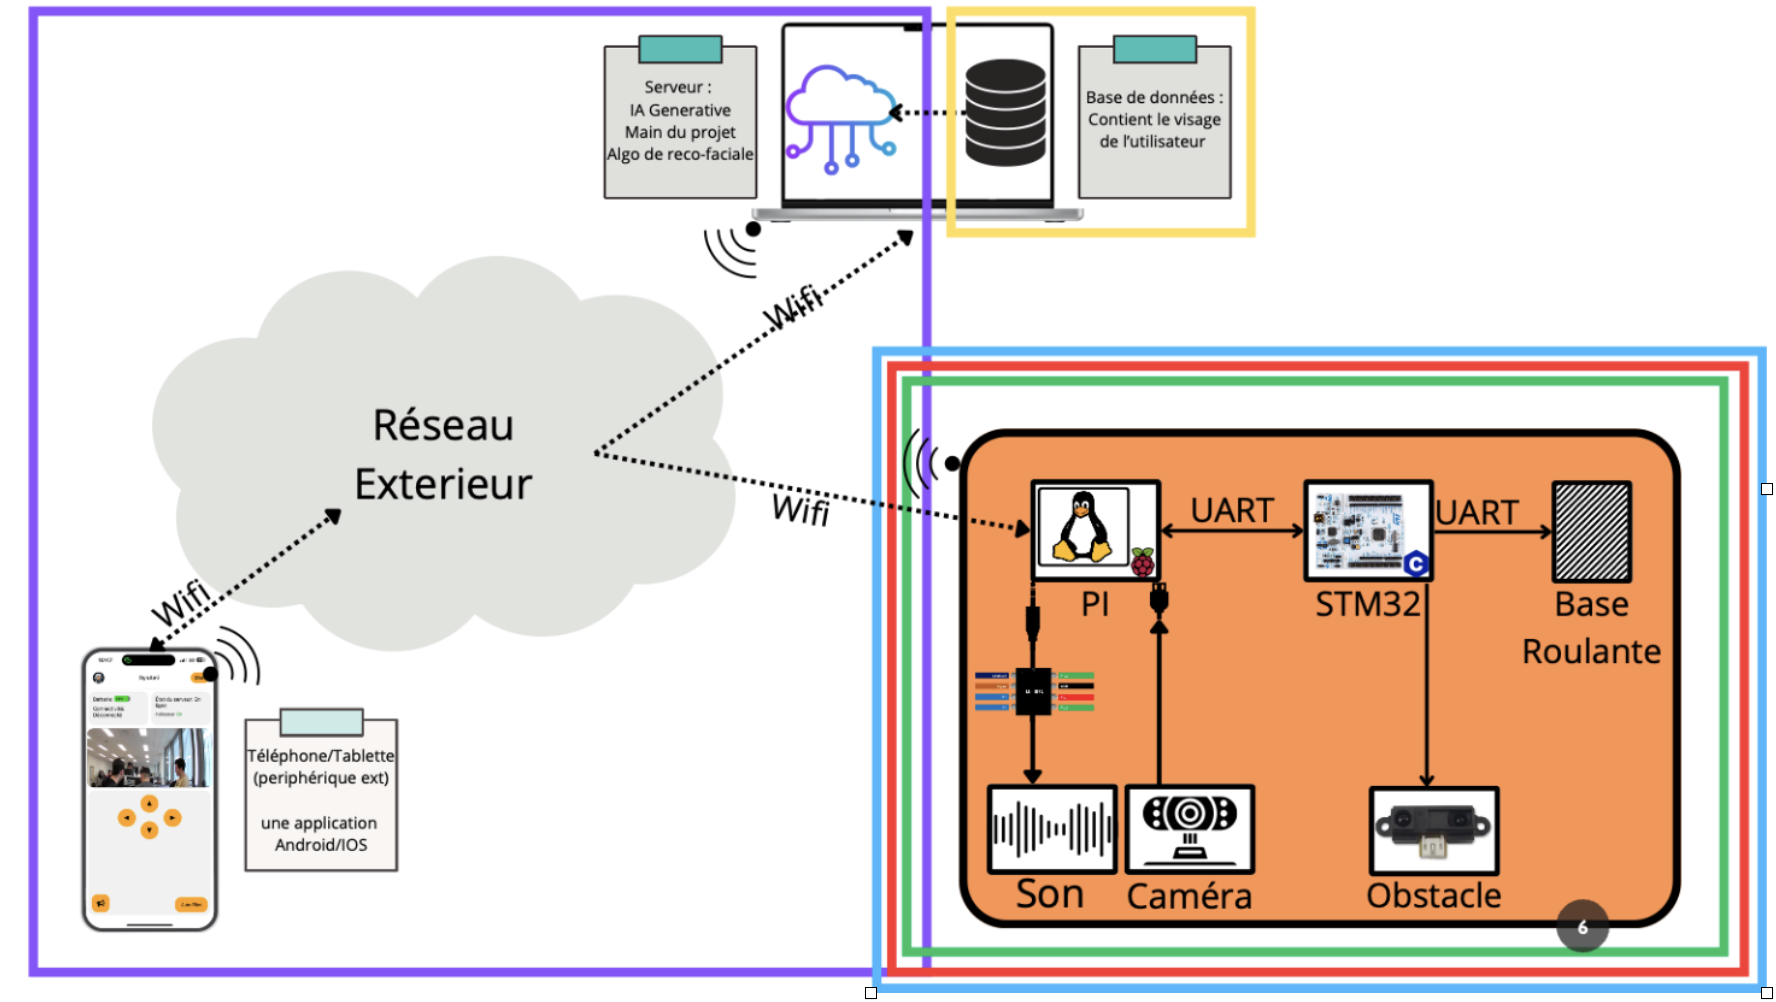 Serveur :
IA Generative
Main du projet
Algo de reco-faciale
Base de données :
Contient le visage
de l'utilisateur
Wifi
Réseau
Exterieur
Wifi
Wifi
UART
UART
PI
STM32
Base
Roulante
Téléphone/Tablette
(periphérique ext)
une application
Android/IOS
Son
Caméra
Obstacle
6